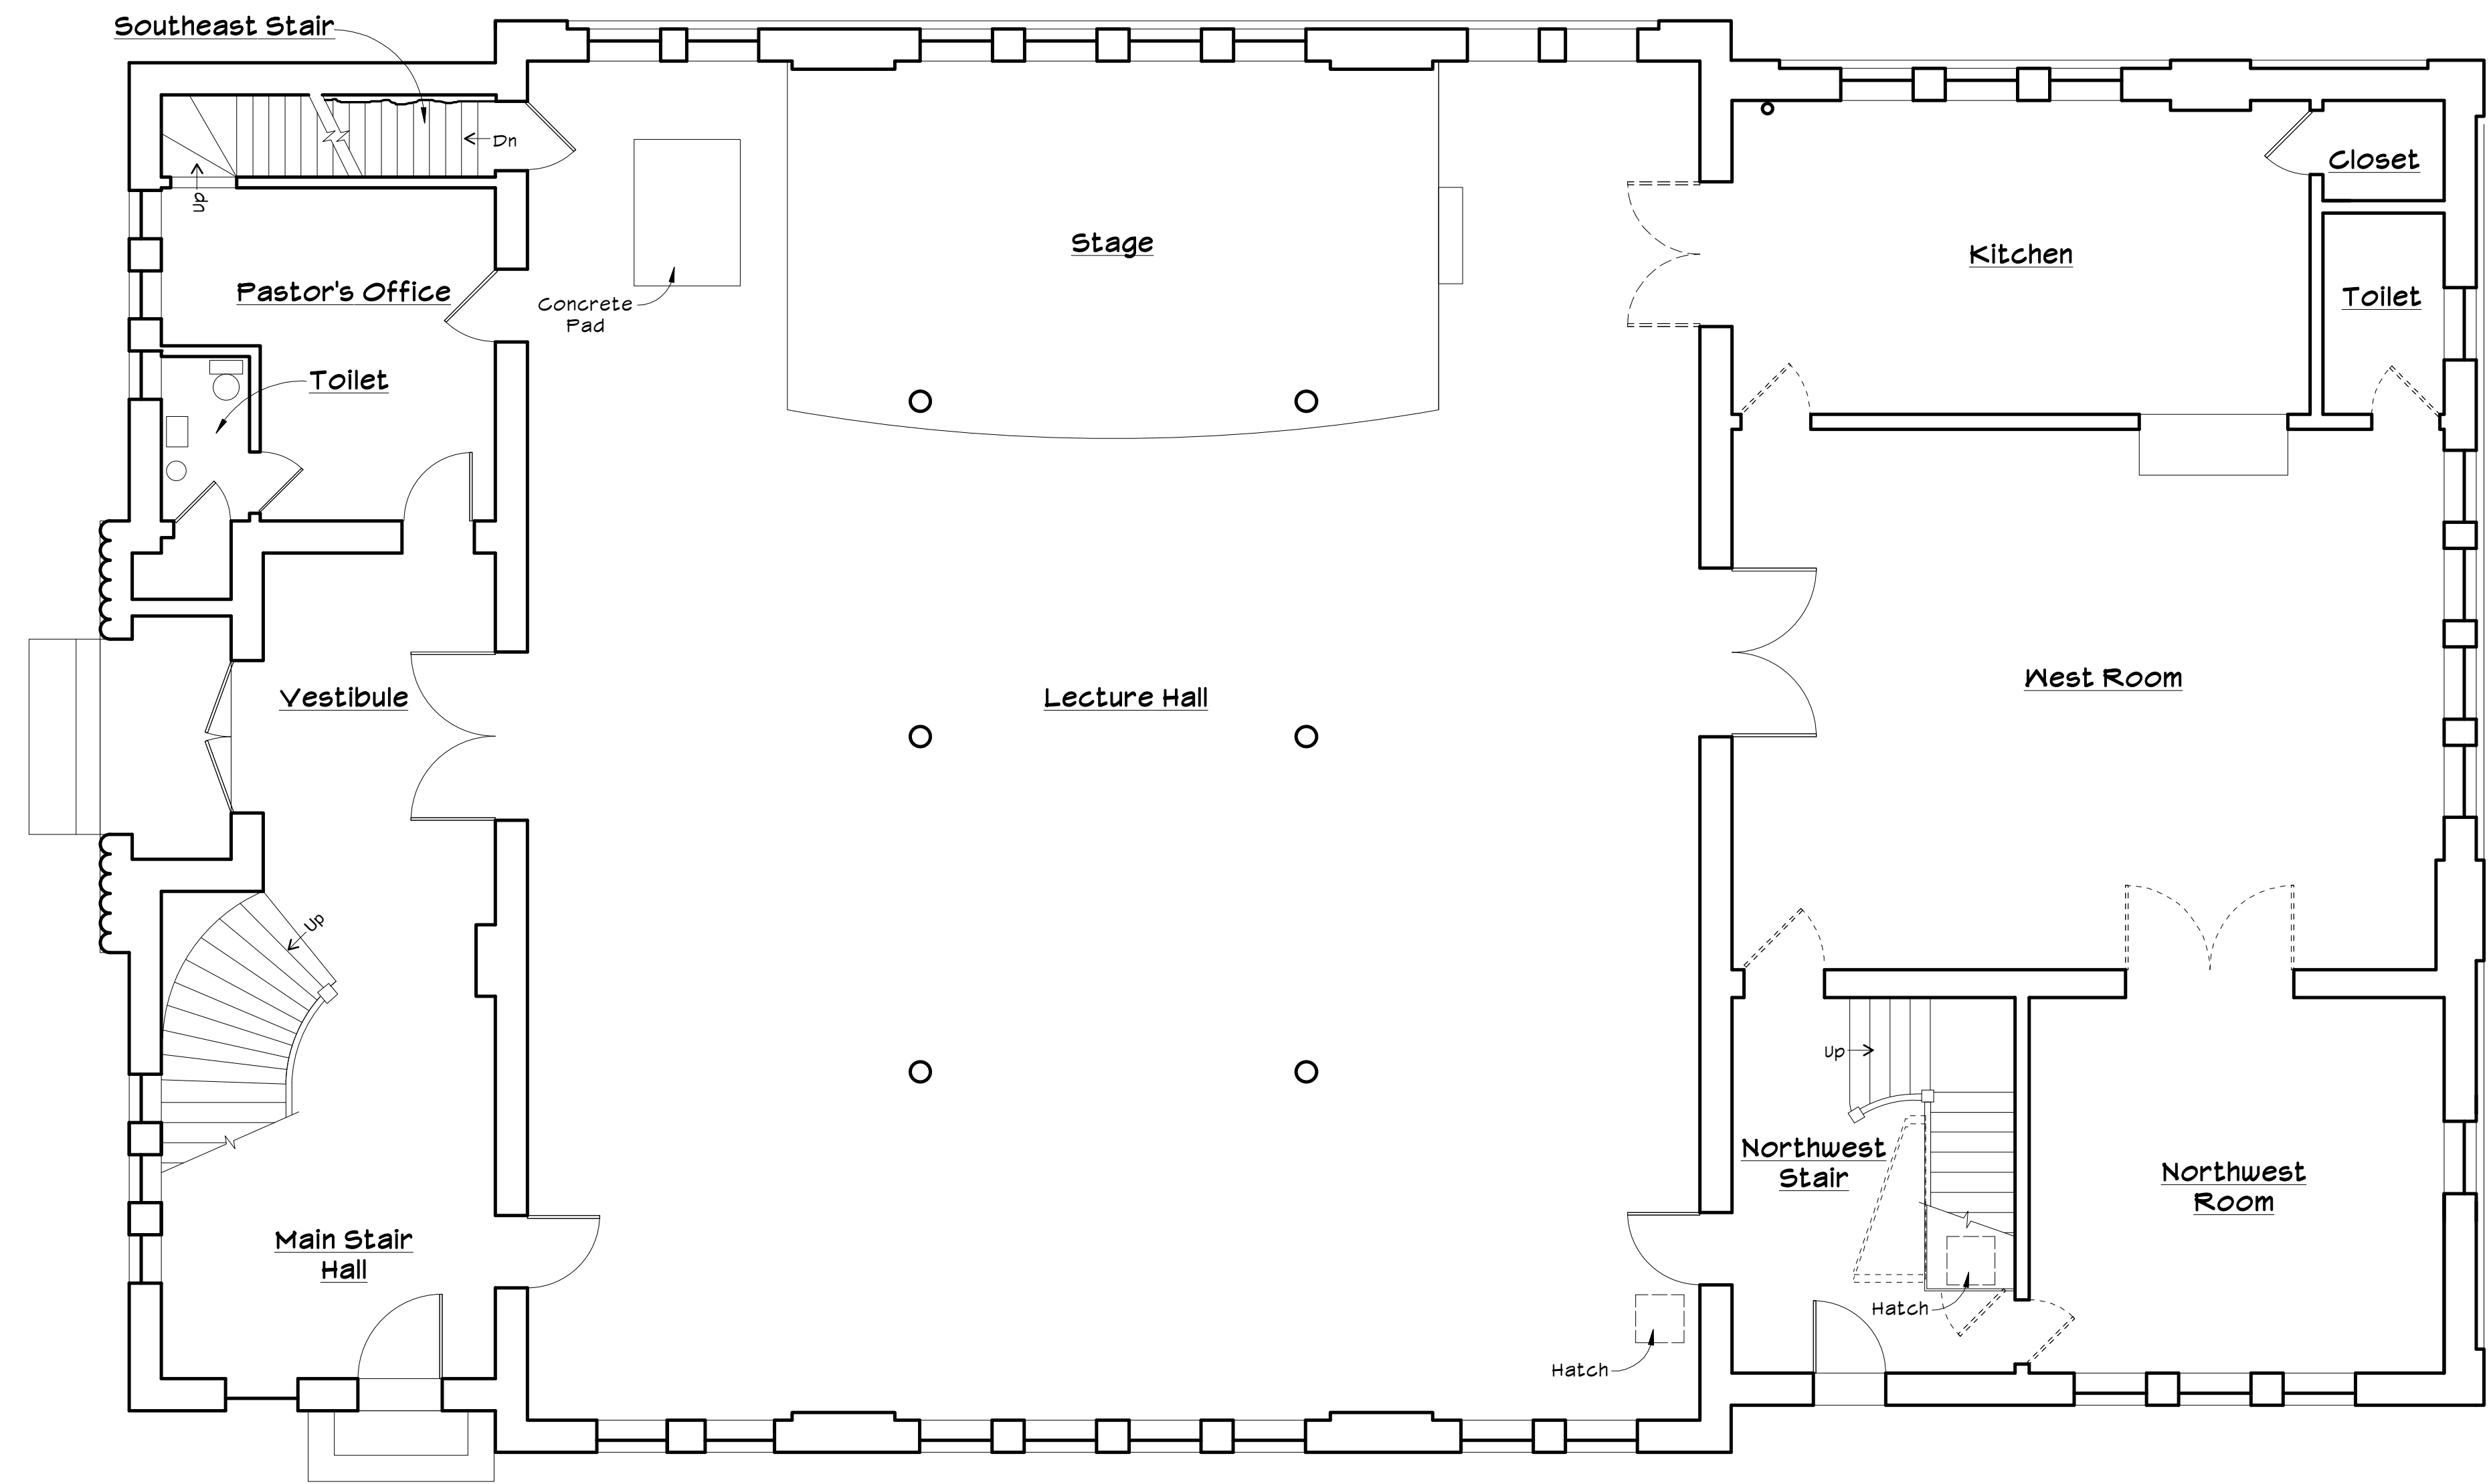 Southeast Stair
Dn
Up
Closet
Stage
Kitchen
Pastor's Office
Concrete
Pad
Toilet
Toilet
Vestibule
Lecture Hall
West Room
Up
Up
Northwest
Stair
Northwest
Room
Main Stair
Hall
Hatch
Hatch